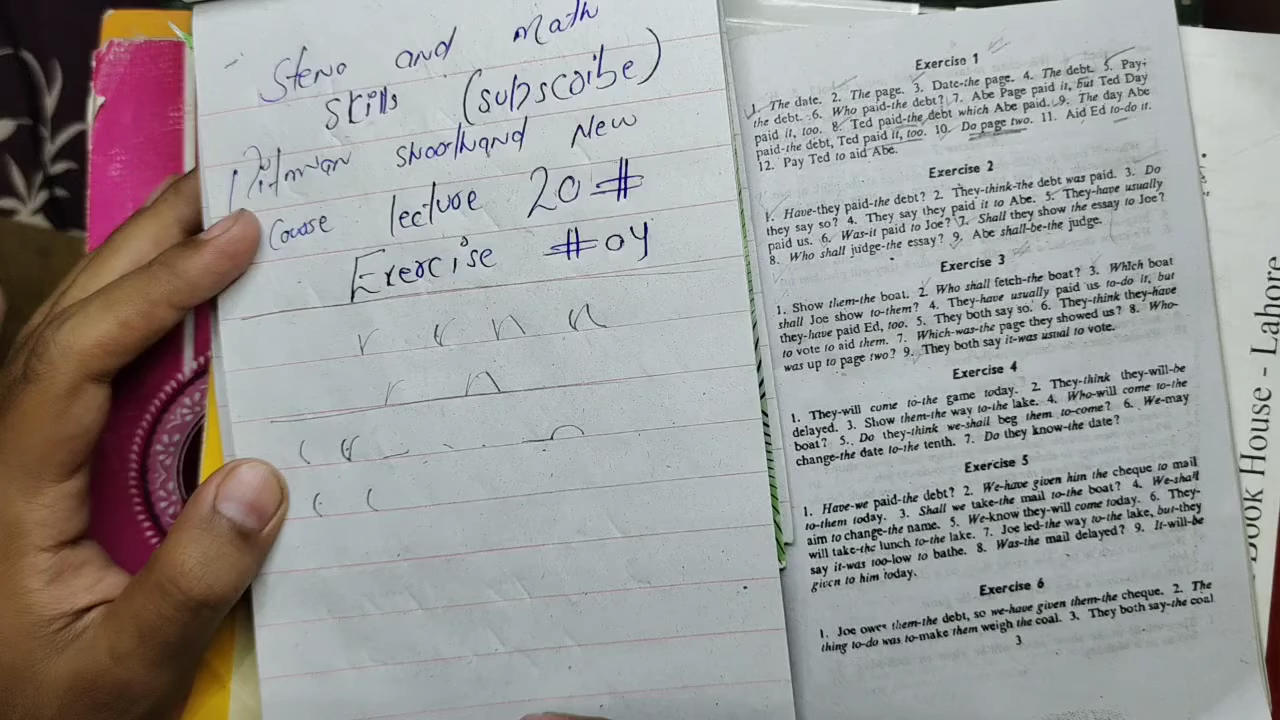 Steno and Math
Skills (subscribe)
Pitman Shorthand New
Course lecture 20 #
Exercise # 04
Exercise 1
1. The date. 2. The page. 3. Date-the page. 4. The debt. 5. Pay-
the debt. 6. Who paid-the debt? 7. Abe Page paid it, but Ted Day
paid it, too. 8. Ted paid-the debt which Abe paid. 9. The day Abe
paid-the debt, Ted paid it, too. 10. Do page two. 11. Aid Ed to-do it.
12. Pay Ted to aid Abe.
Exercise 2
1. Have-they paid-the debt? 2. They-think-the debt was paid. 3. Do
they say so? 4. They say they paid it to Abe. 5. They-have usually
paid us. 6. Was-it paid to Joe? 7. Shall they show the essay to Joe?
8. Who shall judge-the essay? 9. Abe shall-be-the judge.
Exercise 3
1. Show them-the boat. 2. Who shall fetch-the boat? 3. Which boat
shall Joe show to-them? 4. They-have usually paid us to-do it, but
they-have paid Ed, too. 5. They both say so. 6. They-think they-have
to vote to aid them. 7. Which-was-the page they showed us? 8. Who-
was up to page two? 9. They both say it-was usual to vote.
Exercise 4
1. They-will come to-the game today. 2. They-think they-will-be
delayed. 3. Show them-the way to-the lake. 4. Who-will come to-the
boat? 5. Do they-think we-shall beg them to-come? 6. We-may
change-the date to-the tenth. 7. Do they know-the date?
Exercise 5
1. Have-we paid-the debt? 2. We-have given him the cheque to mail
to-them today. 3. Shall we take-the mail to-the boat? 4. We-shall
aim to-change-the name. 5. We-know they-will come today. 6. They-
will take-the lunch to-the lake. 7. Joe led-the way to-the lake, but-they
say it-was too-low to bathe. 8. Was-the mail delayed? 9. It-will-be
given to him today.
Exercise 6
1. Joe owes them-the debt, so we-have given them-the cheque. 2. The
thing to-do was to-make them weigh the coal. 3. They both say-the coal
3
Book House - Lahore